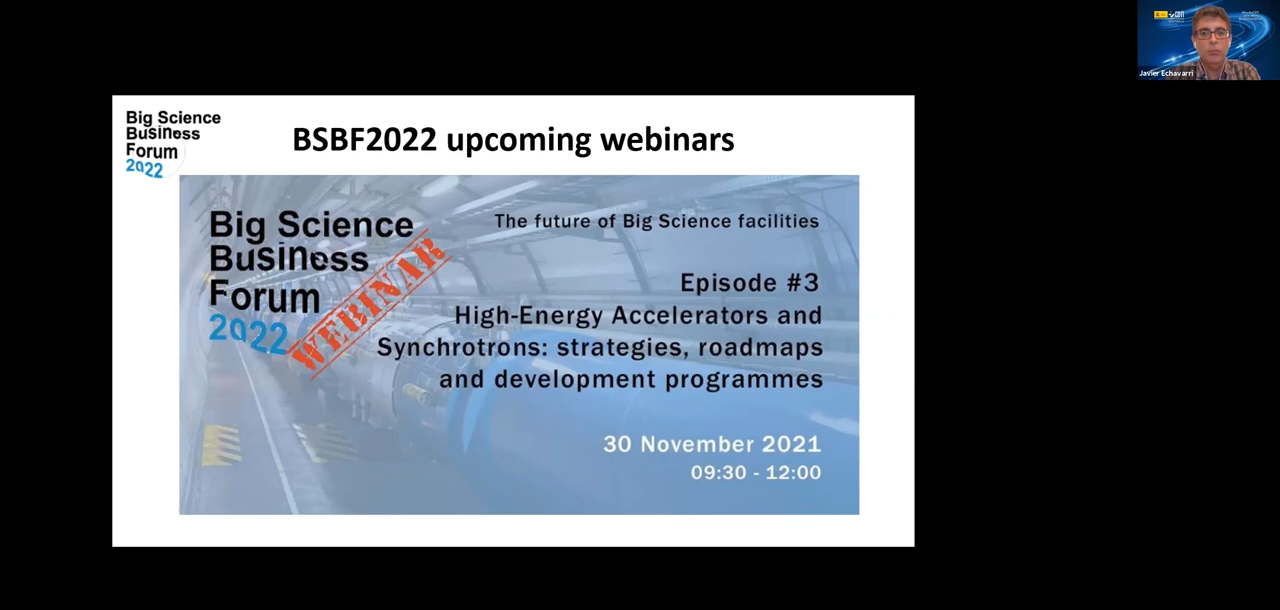 Big Science
Business
Forum
2022
BSBF2022 upcoming webinars
Big Science
Business
Forum
2022
WEBINAR
The future of Big Science facilities
Episode #3
High-Energy Accelerators and
Synchrotrons: strategies, roadmaps
and development programmes
30 November 2021
09:30 - 12:00
CDTI
Javier Echavarri